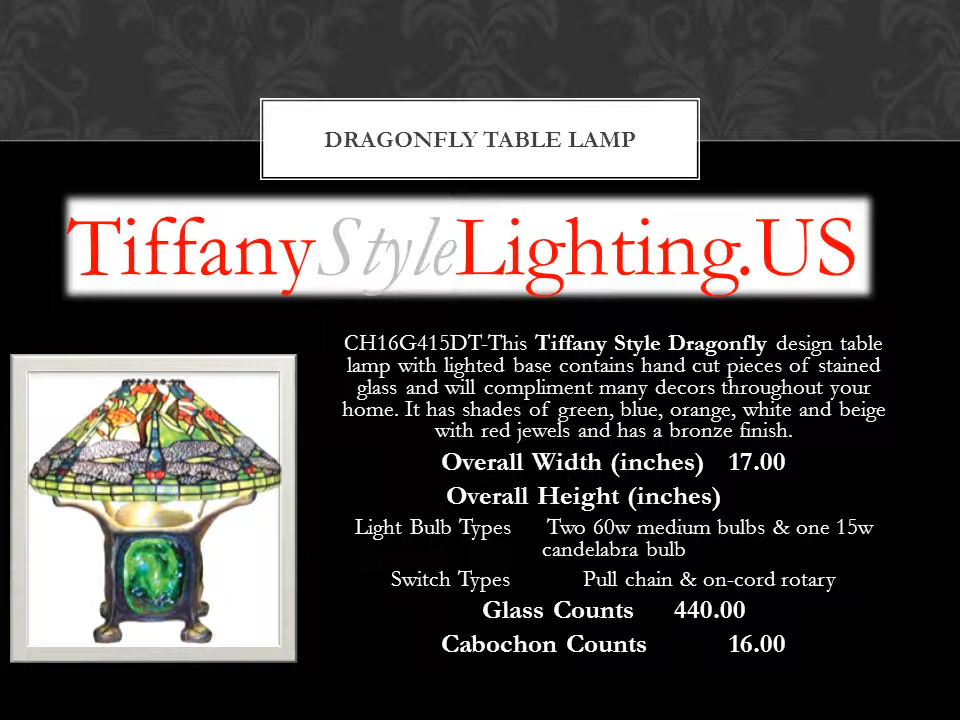 DRAGONFLY TABLE LAMP
TiffanyStyleLighting.US
CH16G415DT-This Tiffany Style Dragonfly design table
lamp with lighted base contains hand cut pieces of stained
glass and will compliment many decors throughout your
home. It has shades of green, blue, orange, white and beige
with red jewels and has a bronze finish.
Overall Width (inches) 17.00
Overall Height (inches)
Light Bulb Types Two 60w medium bulbs & one 15w
candelabra bulb
Switch Types Pull chain & on-cord rotary
Glass Counts 440.00
Cabochon Counts 16.00